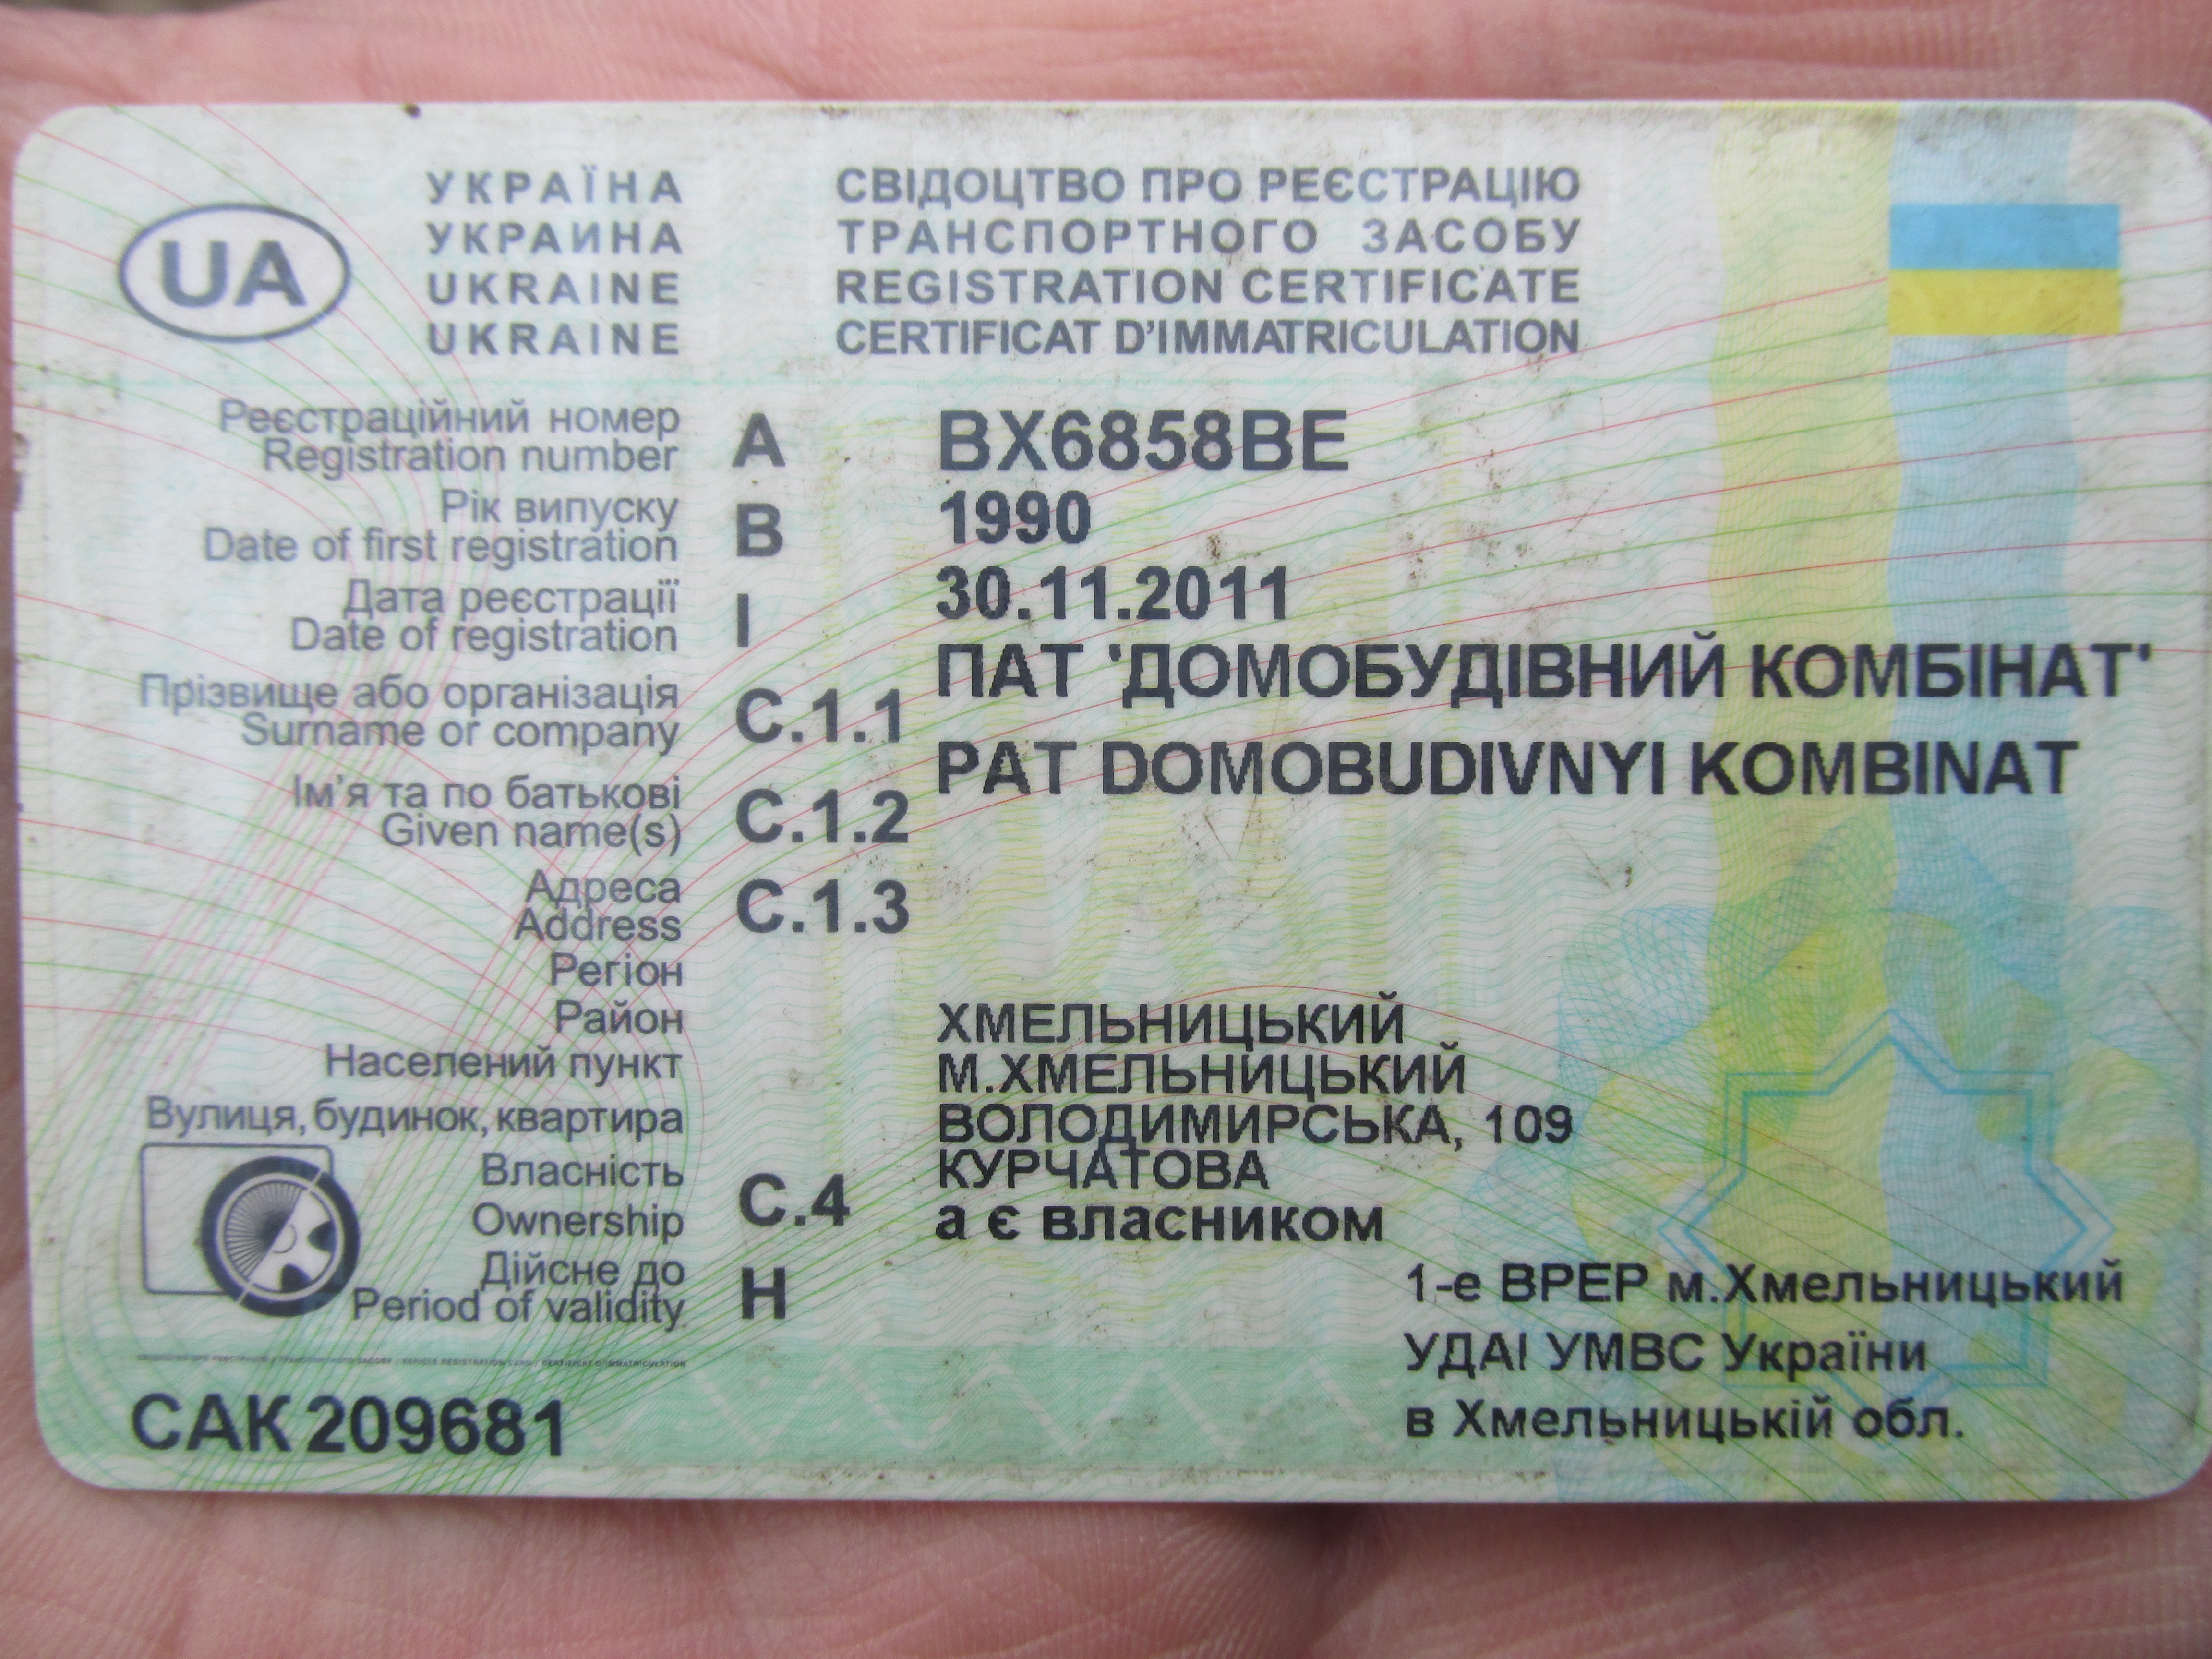 UA
УКРАЇНА
УКРАИНА
UKRAINE
UKRAINE
СВІДОЦТВО ПРО РЕЄСТРАЦІЮ
ТРАНСПОРТНОГО ЗАСОБУ
REGISTRATION CERTIFICATE
CERTIFICAT D'IMMATRICULATION
Реєстраційний номер
Registration number
A
BX6858BE
Рік випуску
Date of first registration
B
1990
Дата реєстрації
Date of registration
I
30.11.2011
Прізвище або організація
Surname or company
C.1.1
ПАТ 'ДОМОБУДІВНИЙ КОМБІНАТ'
PAT DOMOBUDIVNYI KOMBINAT
Ім'я та по батькові
Given name(s)
C.1.2
Адреса
Address
C.1.3
Регіон
Район
ХМЕЛЬНИЦЬКИЙ
Населений пункт
М.ХМЕЛЬНИЦЬКИЙ
Вулиця, будинок, квартира
ВОЛОДИМИРСЬКА, 109
КУРЧАТОВА
Власність
Ownership
C.4
а є власником
Дійсне до
Period of validity
H
1-е ВРЕР м.Хмельницький
УДАІ УМВС України
в Хмельницькій обл.
САК 209681